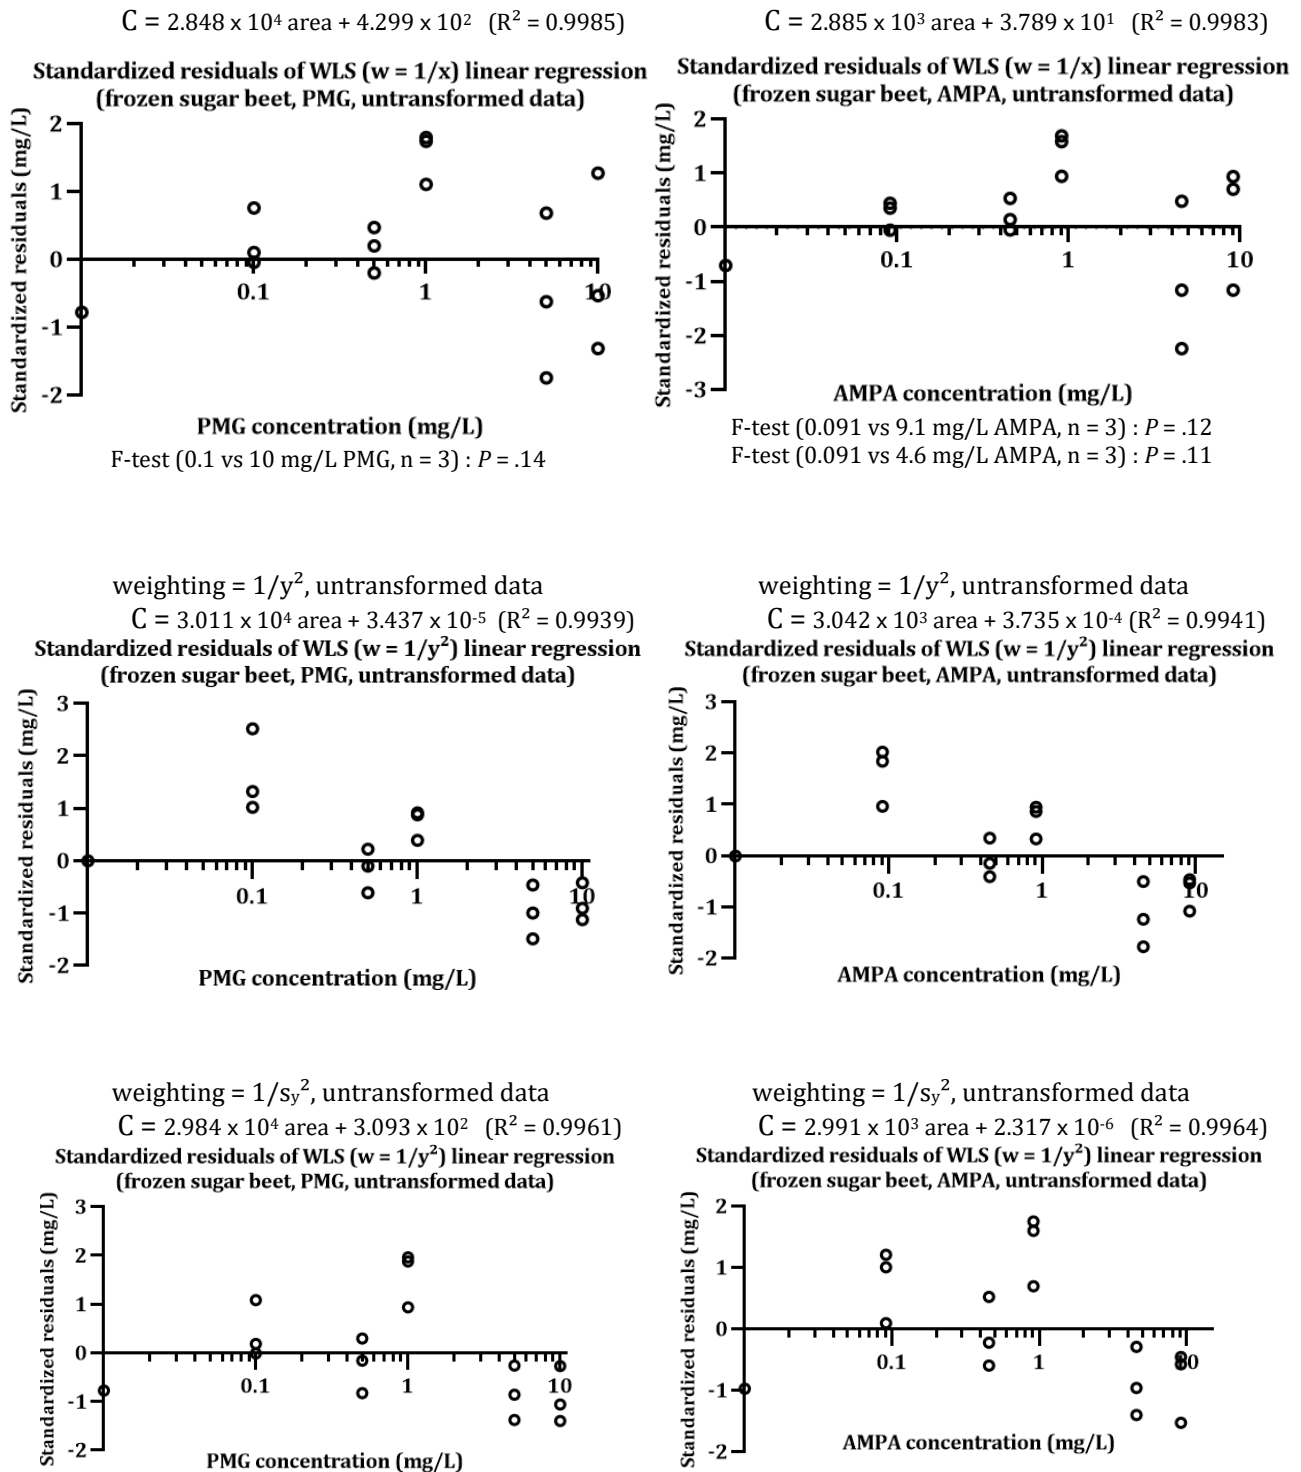 C = 2.848 x 10⁴ area + 4.299 x 10² (R² = 0.9985)
Standardized residuals of WLS (w = 1/x) linear regression
(frozen sugar beet, PMG, untransformed data)
Standardized residuals (mg/L)
2
1
0
-1
-2
0.1
1
10
PMG concentration (mg/L)
F-test (0.1 vs 10 mg/L PMG, n = 3) : P = .14
C = 2.885 x 10³ area + 3.789 x 10¹ (R² = 0.9983)
Standardized residuals of WLS (w = 1/x) linear regression
(frozen sugar beet, AMPA, untransformed data)
Standardized residuals (mg/L)
2
1
0
-1
-2
-3
0.1
1
10
AMPA concentration (mg/L)
F-test (0.091 vs 9.1 mg/L AMPA, n = 3) : P = .12
F-test (0.091 vs 4.6 mg/L AMPA, n = 3) : P = .11
weighting = 1/y², untransformed data
C = 3.011 x 10⁴ area + 3.437 x 10⁻⁵ (R² = 0.9939)
Standardized residuals of WLS (w = 1/y²) linear regression
(frozen sugar beet, PMG, untransformed data)
Standardized residuals (mg/L)
3
2
1
0
-1
-2
0.1
1
10
PMG concentration (mg/L)
weighting = 1/y², untransformed data
C = 3.042 x 10³ area + 3.735 x 10⁻⁴ (R² = 0.9941)
Standardized residuals of WLS (w = 1/y²) linear regression
(frozen sugar beet, AMPA, untransformed data)
Standardized residuals (mg/L)
3
2
1
0
-1
-2
0.1
1
10
AMPA concentration (mg/L)
weighting = 1/sy², untransformed data
C = 2.984 x 10⁴ area + 3.093 x 10² (R² = 0.9961)
Standardized residuals of WLS (w = 1/y²) linear regression
(frozen sugar beet, PMG, untransformed data)
Standardized residuals (mg/L)
3
2
1
0
-1
-2
0.1
1
10
PMG concentration (mg/L)
weighting = 1/sy², untransformed data
C = 2.991 x 10³ area + 2.317 x 10⁻⁶ (R² = 0.9964)
Standardized residuals of WLS (w = 1/y²) linear regression
(frozen sugar beet, AMPA, untransformed data)
Standardized residuals (mg/L)
2
1
0
-1
-2
0.1
1
10
AMPA concentration (mg/L)